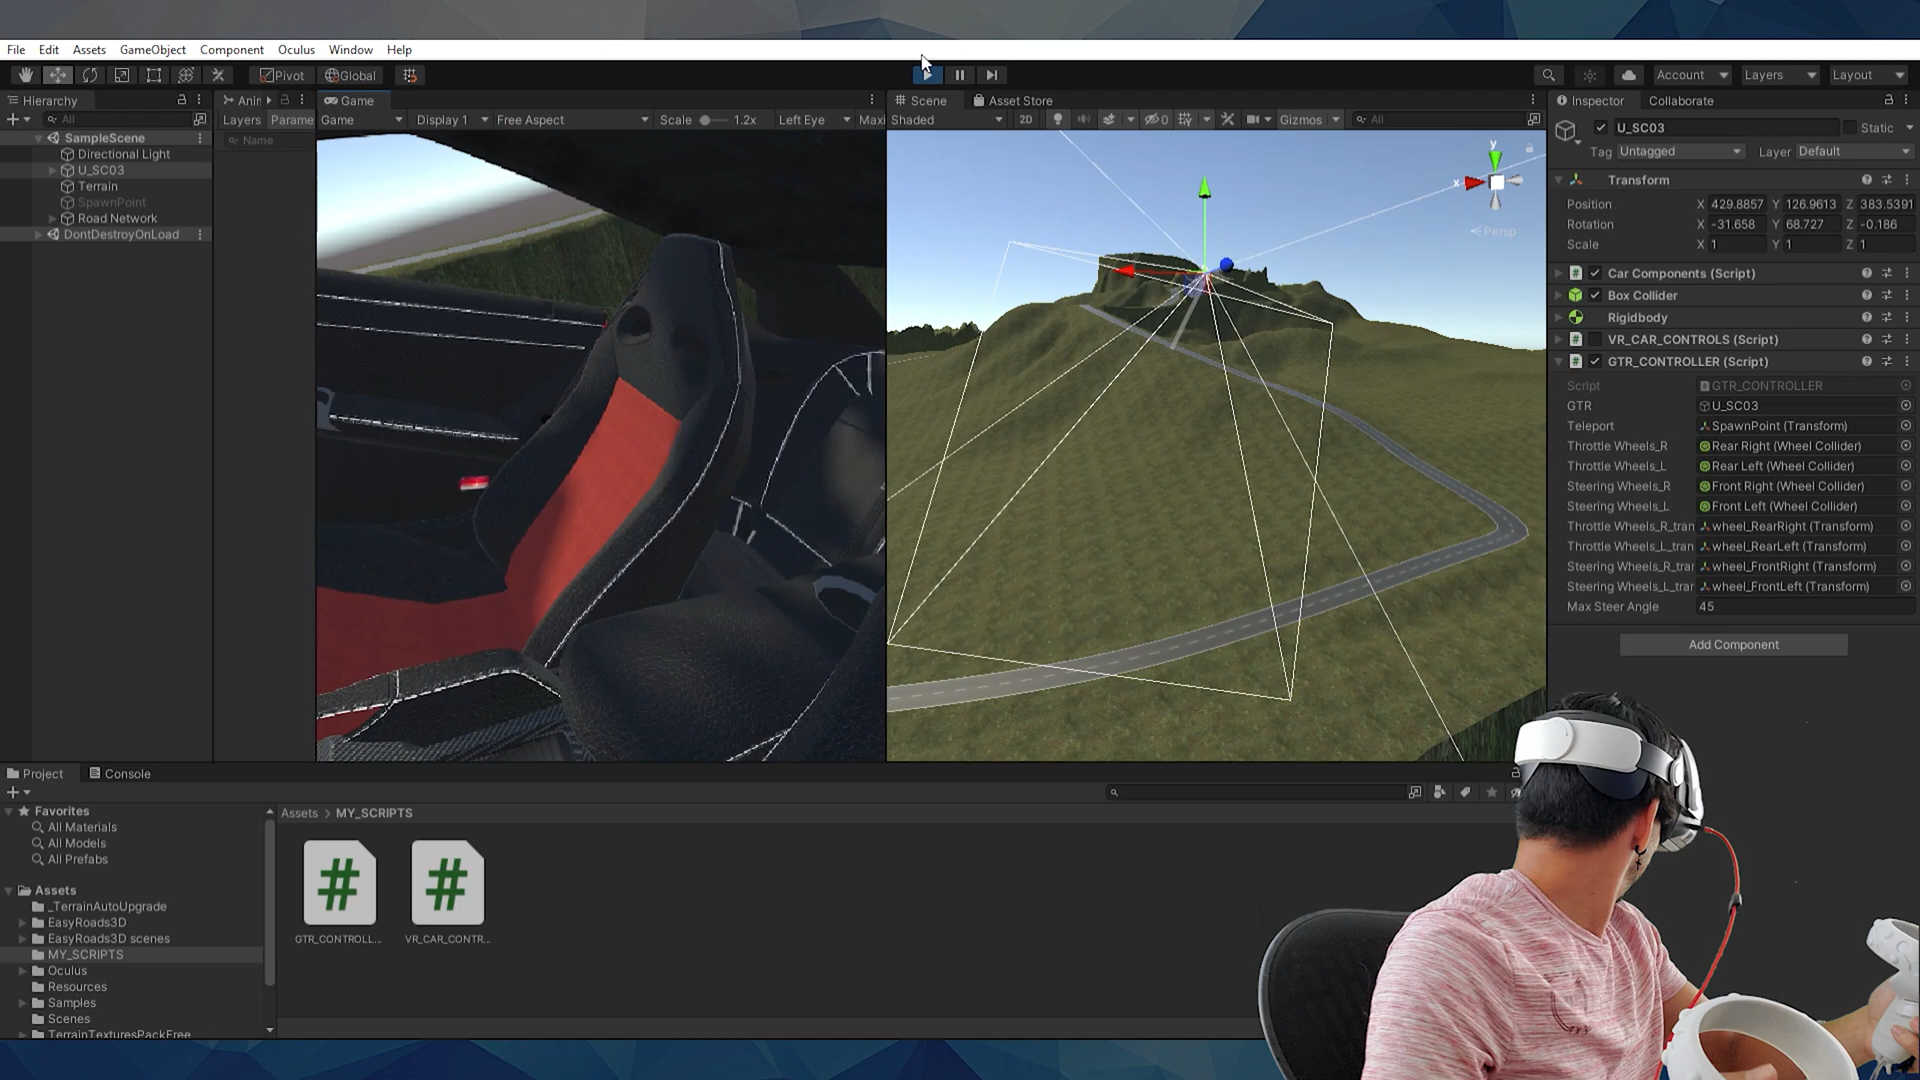 File Edit Assets GameObject Component Oculus Window Help
Pivot Global Account Layers Layout
Hierarchy
All
SampleScene
Directional Light
U_SC03
Terrain
SpawnPoint
Road Network
DontDestroyOnLoad
Anir
Layers Parame
Name
Game
Game Display 1 Free Aspect Scale 1.2x Left Eye Maxi
Scene Asset Store
Shaded 2D 0 Gizmos All
y
x
Persp
Inspector Collaborate
U_SC03 Static
Tag Untagged Layer Default
Transform
Position X 429.8857 Y 126.9613 Z 383.5391
Rotation X -31.658 Y 68.727 Z -0.186
Scale X 1 Y 1 Z 1
Car Components (Script)
Box Collider
Rigidbody
VR_CAR_CONTROLS (Script)
GTR_CONTROLLER (Script)
Script GTR_CONTROLLER
GTR U_SC03
Teleport SpawnPoint (Transform)
Throttle Wheels_R Rear Right (Wheel Collider)
Throttle Wheels_L Rear Left (Wheel Collider)
Steering Wheels_R Front Right (Wheel Collider)
Steering Wheels_L Front Left (Wheel Collider)
Throttle Wheels_R_tran wheel_RearRight (Transform)
Throttle Wheels_L_tran wheel_RearLeft (Transform)
Steering Wheels_R_trar wheel_FrontRight (Transform)
Steering Wheels_L_trar wheel_FrontLeft (Transform)
Max Steer Angle 45
Add Component
Project Console
Favorites
All Materials
All Models
All Prefabs
Assets
_TerrainAutoUpgrade
EasyRoads3D
EasyRoads3D scenes
MY_SCRIPTS
Oculus
Resources
Samples
Scenes
TerrainTexturesPackFree
Assets > MY_SCRIPTS
# #
GTR_CONTROLL... VR_CAR_CONTR...